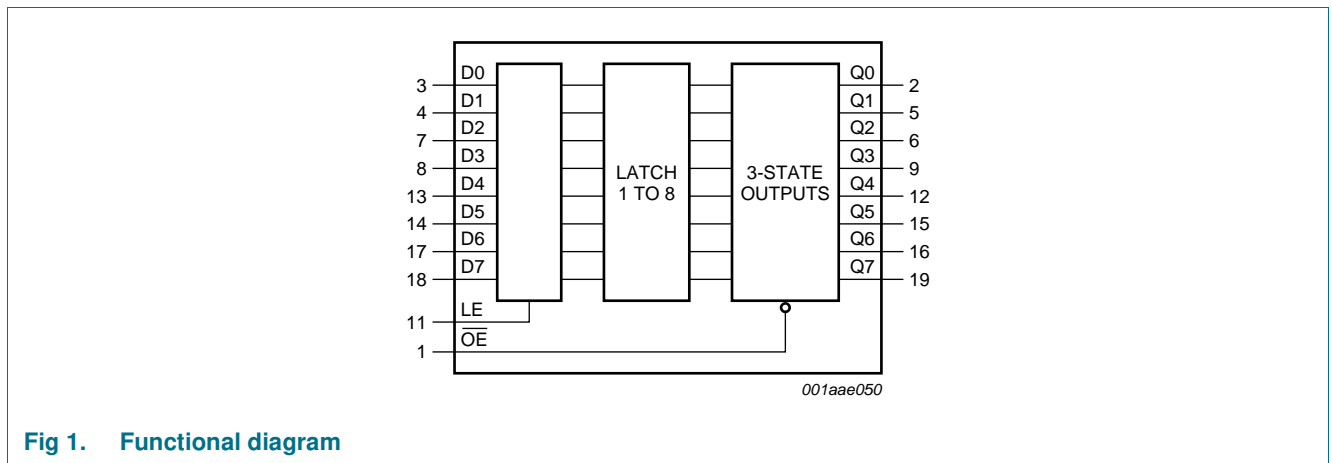 3 D0 Q0 2
4 D1 Q1 5
7 D2 Q2 6
8 D3 Q3 9
LATCH 3-STATE
13 D4 Q4 12
1 TO 8 OUTPUTS
14 D5 Q5 15
17 D6 Q6 16
18 D7 Q7 19
11 LE
1 O̅E̅
001aae050
Fig 1. Functional diagram